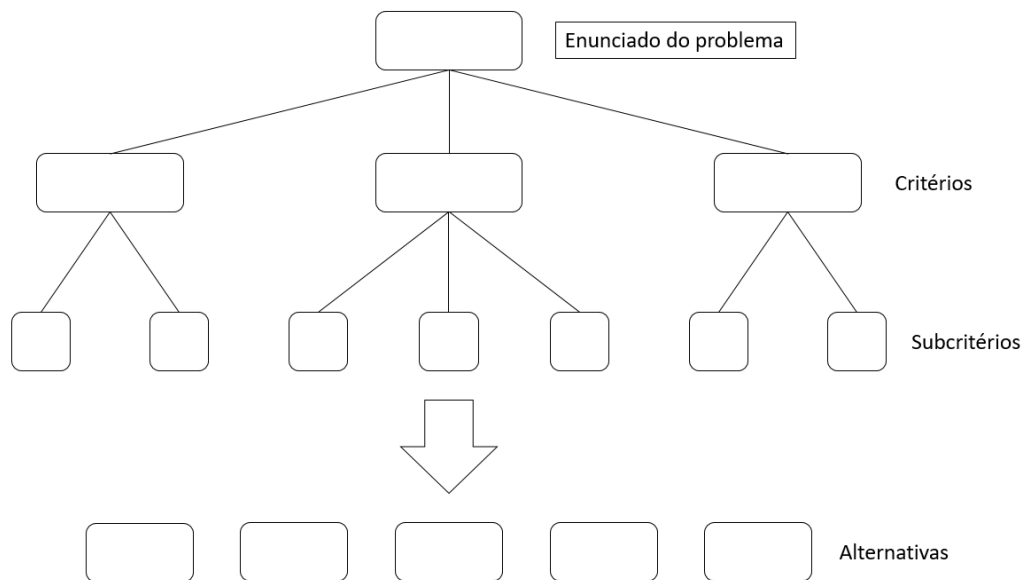 Enunciado do problema
Critérios
Subcritérios
Alternativas